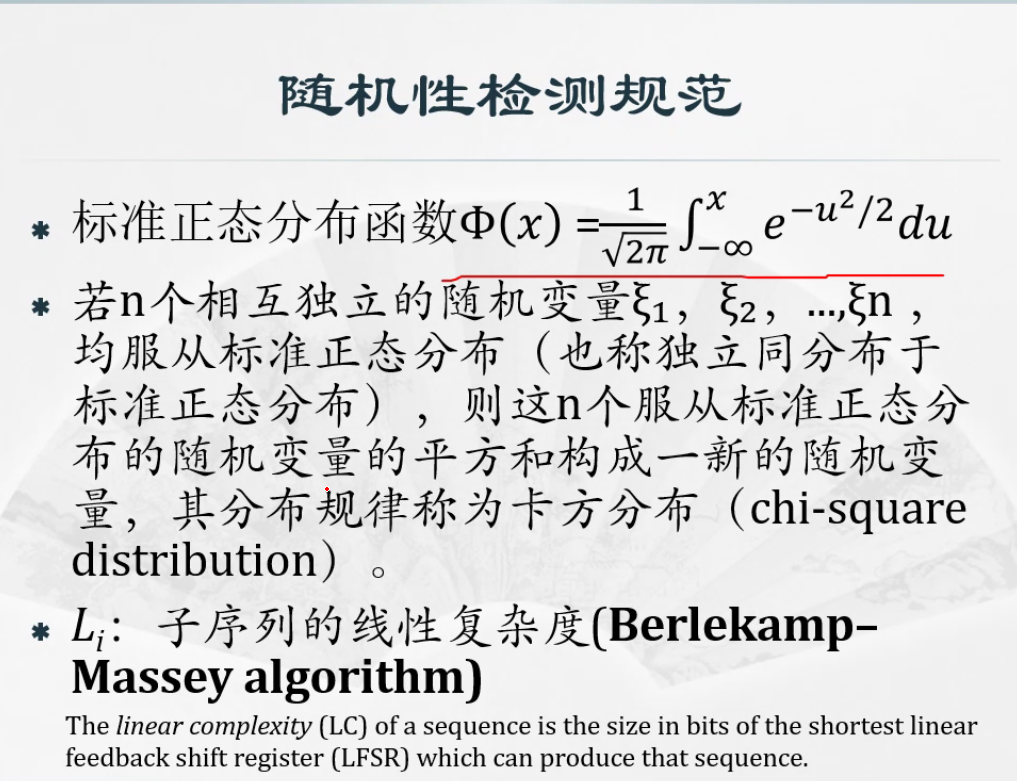 随机性检测规范
* 标准正态分布函数Φ(x) =\frac{1}{\sqrt{2π}} ∫_{−∞}^{x} e^{−u^2/2}du
* 若n个相互独立的随机变量ξ₁，ξ₂，...,ξn ，
均服从标准正态分布（也称独立同分布于
标准正态分布），则这n个服从标准正态分
布的随机变量的平方和构成一新的随机变
量，其分布规律称为卡方分布（chi-square
distribution）。
* L_i：子序列的线性复杂度(Berlekamp–
Massey algorithm)
The linear complexity (LC) of a sequence is the size in bits of the shortest linear
feedback shift register (LFSR) which can produce that sequence.